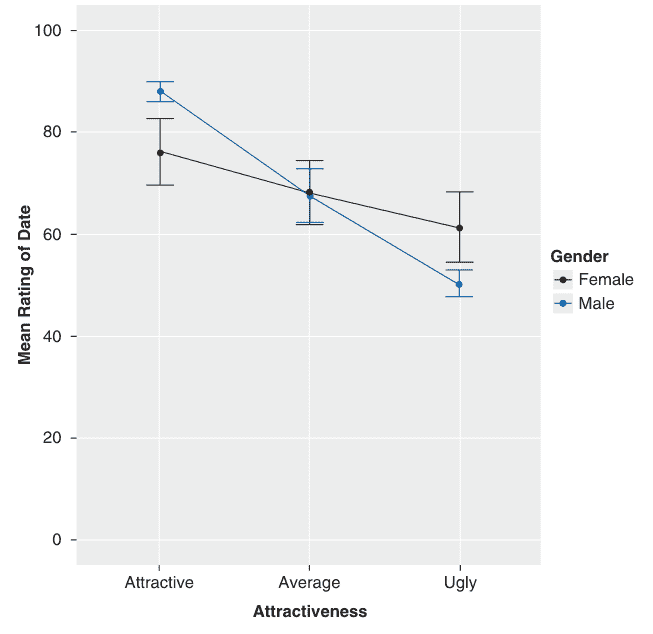 100
80
60
40
20
0
Mean Rating of Date
Attractive Average Ugly
Attractiveness
Gender
Female
Male